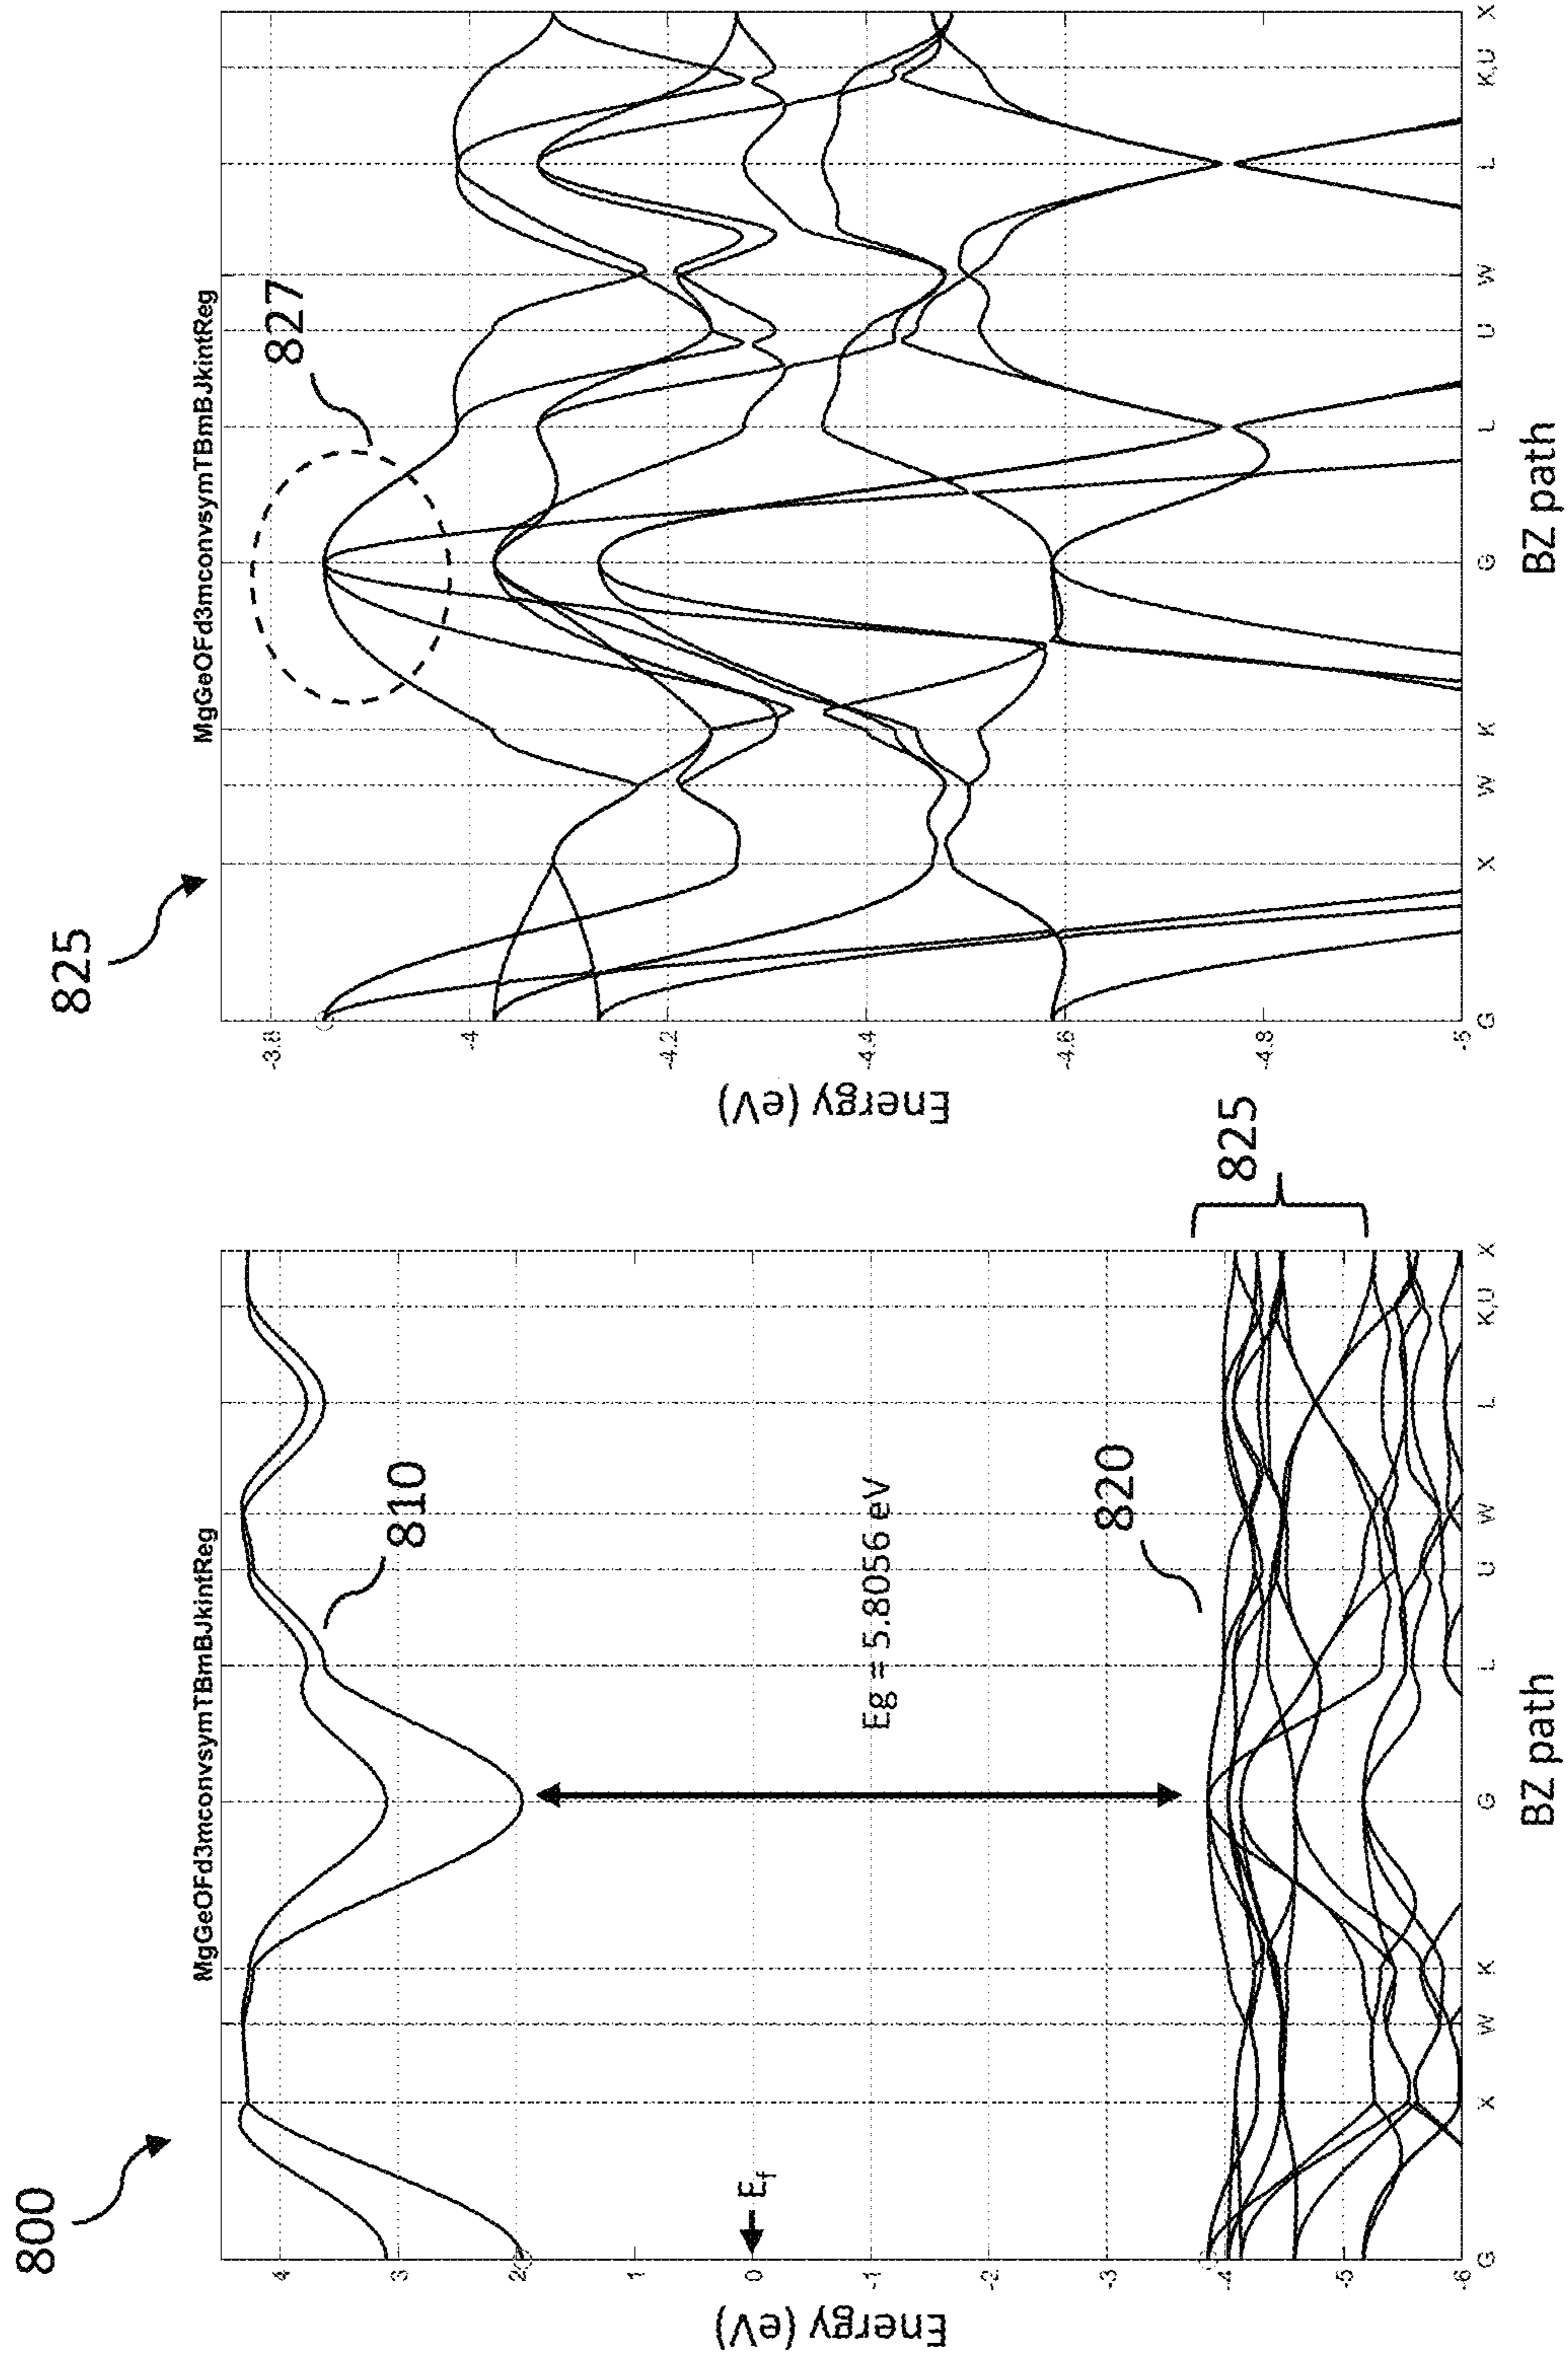 800
MgGeOFd3mconvsymTBmBJkintReg
810
Eg = 5.8056 eV
Ef
820
825
Energy (eV)
4
3
2
1
0
-1
-2
-3
-4
-5
-6
G X W K G L U W L K,U X
BZ path
825
MgGeOFd3mconvsymTBmBJkintReg
827
Energy (eV)
-3.8
-4
-4.2
-4.4
-4.6
-4.8
-5
G X W K G L U W L K,U X
BZ path